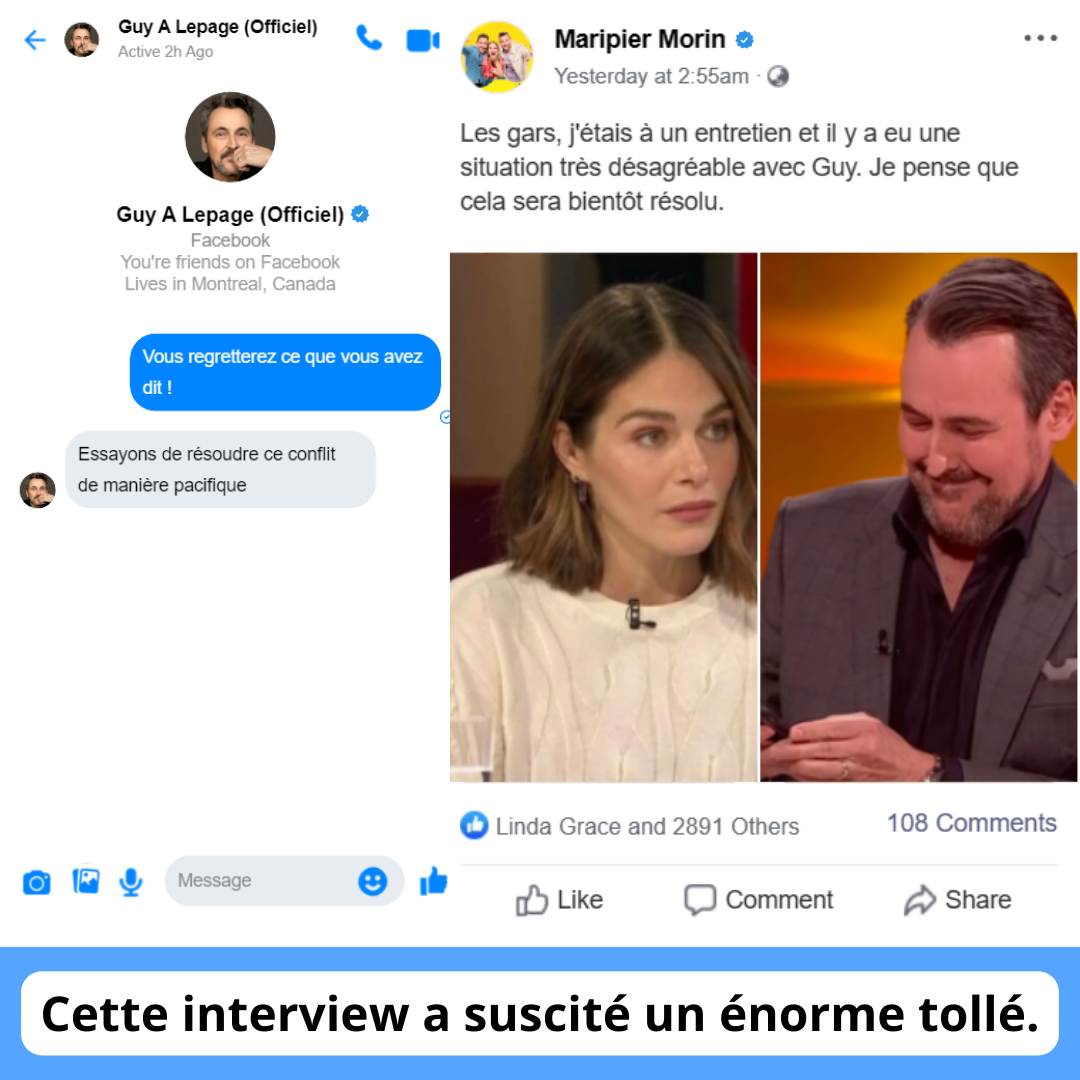 Guy A Lepage (Officiel)
Active 2h Ago
Guy A Lepage (Officiel)
Facebook
You're friends on Facebook
Lives in Montreal, Canada
Vous regretterez ce que vous avez
dit !
Essayons de résoudre ce conflit
de manière pacifique
Message
Maripier Morin
Yesterday at 2:55am ·
Les gars, j'étais à un entretien et il y a eu une
situation très désagréable avec Guy. Je pense que
cela sera bientôt résolu.
Linda Grace and 2891 Others
108 Comments
Like
Comment
Share
Cette interview a suscité un énorme tollé.